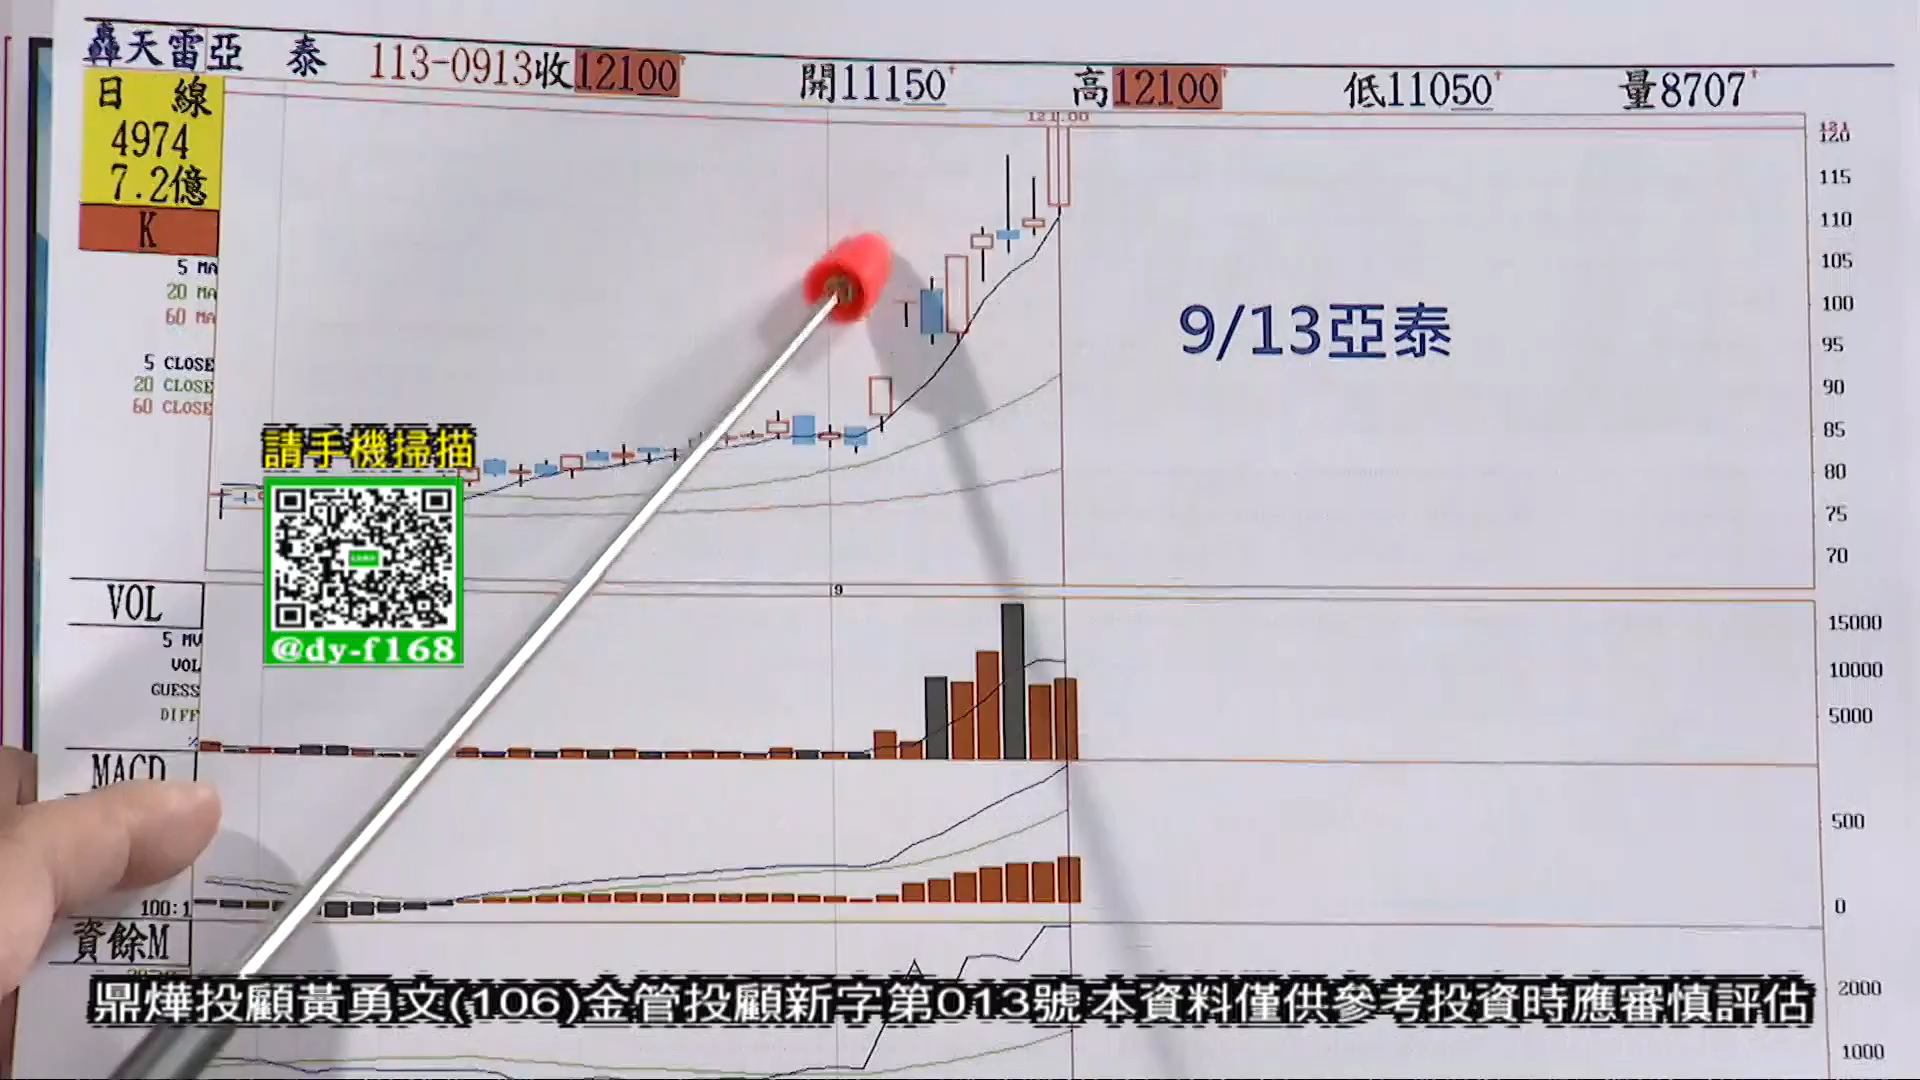 轟天雷亞 泰 113-0913收12100↑ 開11150↑ 高12100↑ 低11050↑ 量8707↑
日 線
4974
7.2億
K
5 MA
20 MA
60 MA
5 CLOSE
20 CLOSE
60 CLOSE
121.00
121
120
115
110
105
100
95
90
85
80
75
70
9/13亞泰
請手機掃描
@dy-f168
9
VOL
5 MV
VOL
GUESS
DIFF
%
15000
10000
5000
MACD
100:1
500
0
資餘M
2000
1000
鼎燁投顧黃勇文(106)金管投顧新字第013號本資料僅供參考投資時應審慎評估